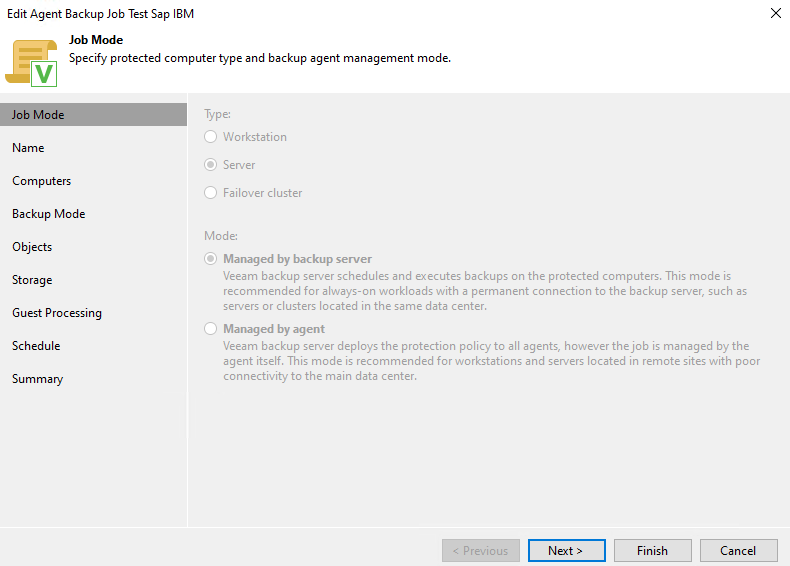 Edit Agent Backup Job Test Sap IBM
Job Mode
Specify protected computer type and backup agent management mode.
Job Mode
Name
Computers
Backup Mode
Objects
Storage
Guest Processing
Schedule
Summary
Type:
Workstation
Server
Failover cluster
Mode:
Managed by backup server
Veeam backup server schedules and executes backups on the protected computers. This mode is
recommended for always-on workloads with a permanent connection to the backup server, such as
servers or clusters located in the same data center.
Managed by agent
Veeam backup server deploys the protection policy to all agents, however the job is managed by the
agent itself. This mode is recommended for workstations and servers located in remote sites with poor
connectivity to the main data center.
< Previous
Next >
Finish
Cancel